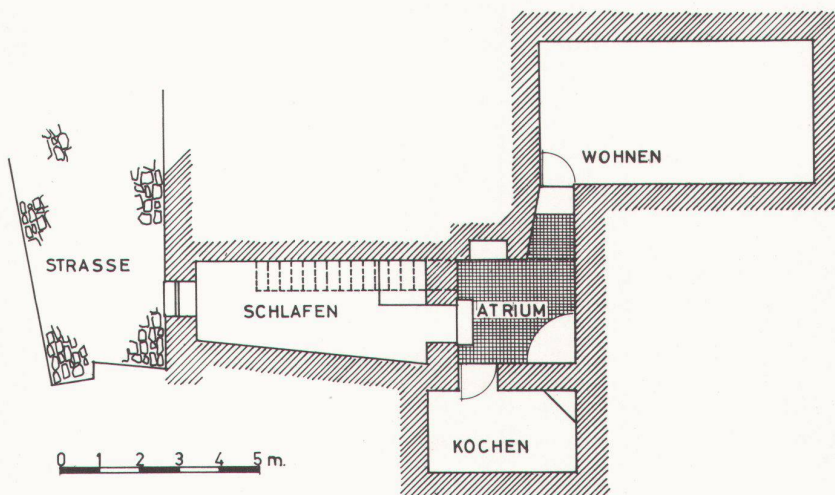 WOHNEN
STRASSE
SCHLAFEN
ATRIUM
KOCHEN
0 1 2 3 4 5 m.